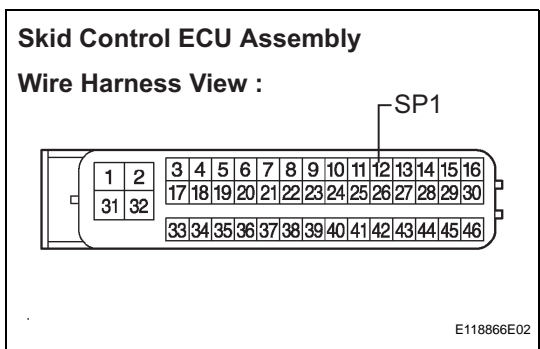 Skid Control ECU Assembly
Wire Harness View :
SP1
1 2 3 4 5 6 7 8 9 10 11 12 13 14 15 16
31 32 17 18 19 20 21 22 23 24 25 26 27 28 29 30
33 34 35 36 37 38 39 40 41 42 43 44 45 46
E118866E02